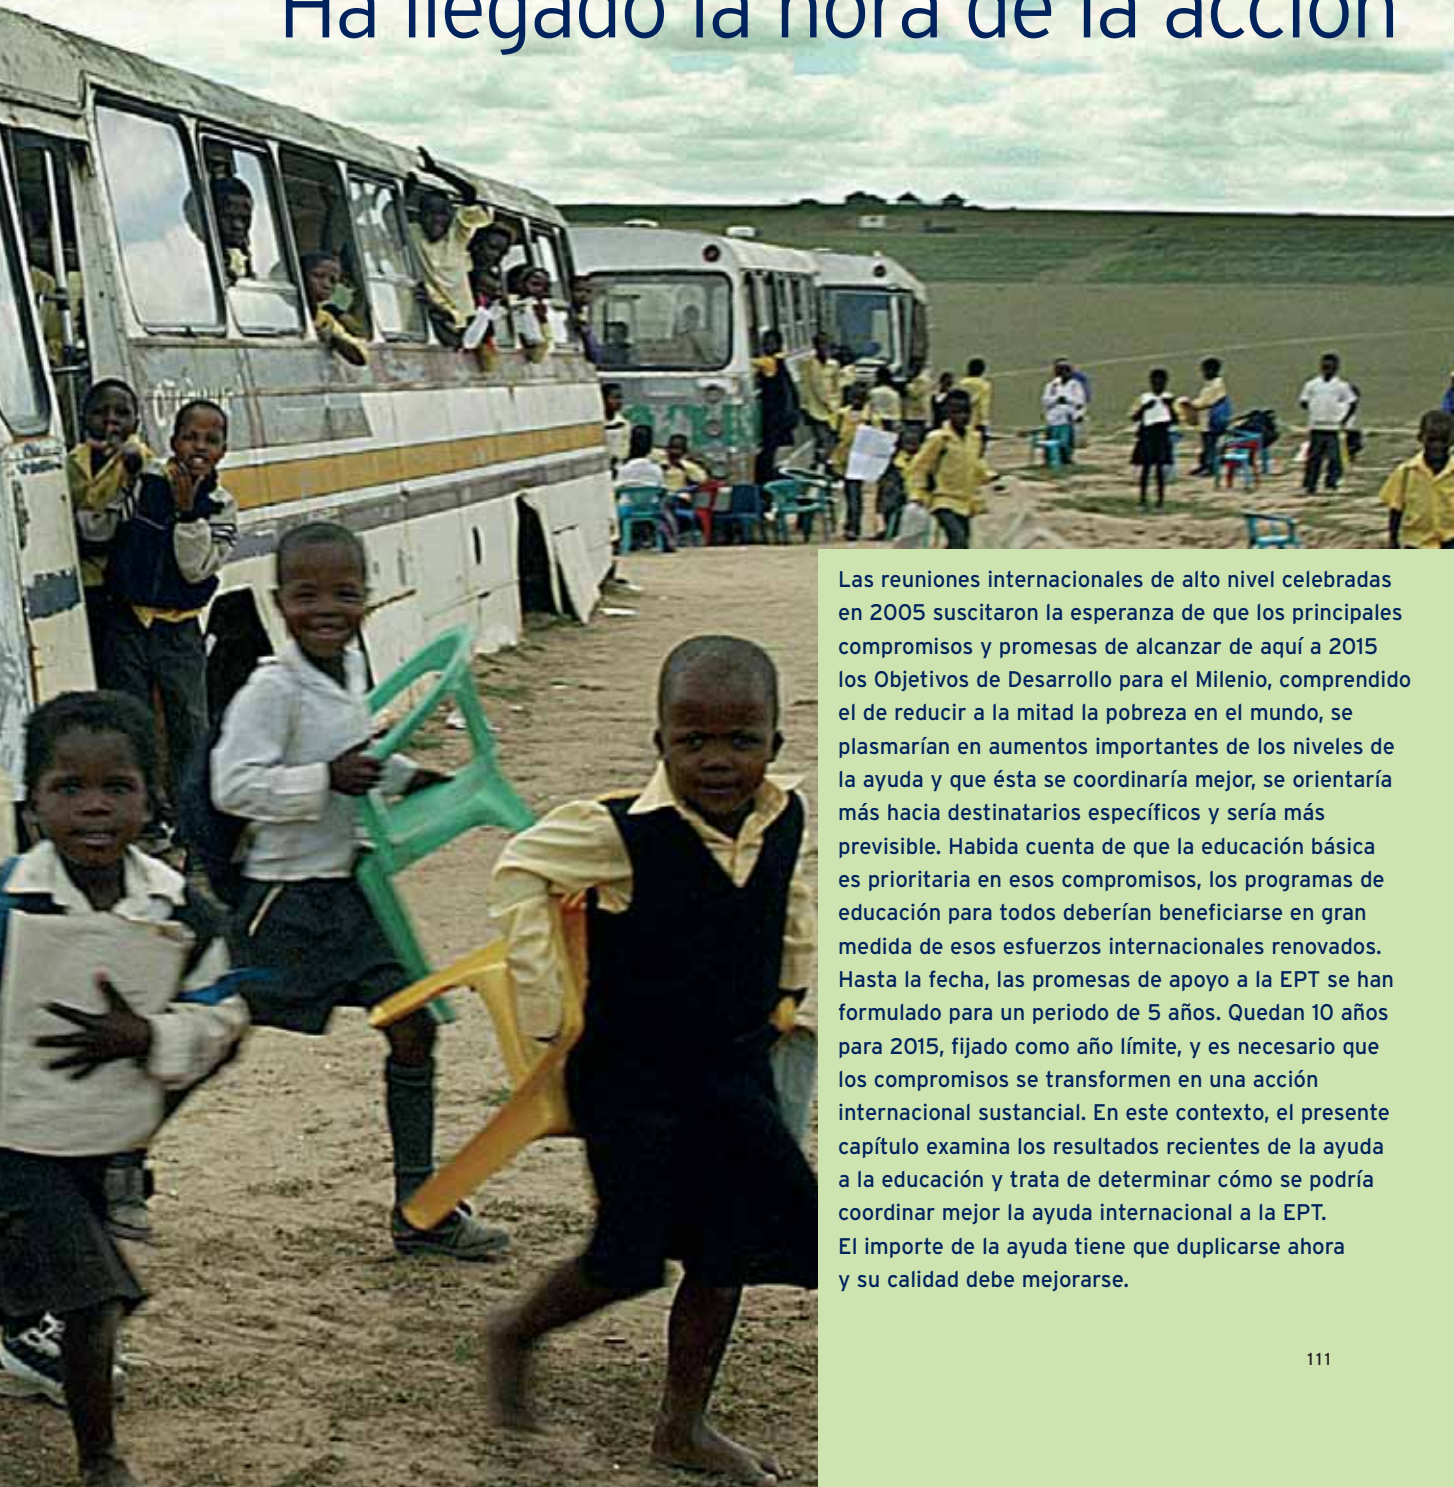 Ha llegado la hora de la acción
Las reuniones internacionales de alto nivel celebradas
en 2005 suscitaron la esperanza de que los principales
compromisos y promesas de alcanzar de aquí a 2015
los Objetivos de Desarrollo para el Milenio, comprendido
el de reducir a la mitad la pobreza en el mundo, se
plasmarían en aumentos importantes de los niveles de
la ayuda y que ésta se coordinaría mejor, se orientaría
más hacia destinatarios específicos y sería más
previsible. Habida cuenta de que la educación básica
es prioritaria en esos compromisos, los programas de
educación para todos deberían beneficiarse en gran
medida de esos esfuerzos internacionales renovados.
Hasta la fecha, las promesas de apoyo a la EPT se han
formulado para un periodo de 5 años. Quedan 10 años
para 2015, fijado como año límite, y es necesario que
los compromisos se transformen en una acción
internacional sustancial. En este contexto, el presente
capítulo examina los resultados recientes de la ayuda
a la educación y trata de determinar cómo se podría
coordinar mejor la ayuda internacional a la EPT.
El importe de la ayuda tiene que duplicarse ahora
y su calidad debe mejorarse.
111